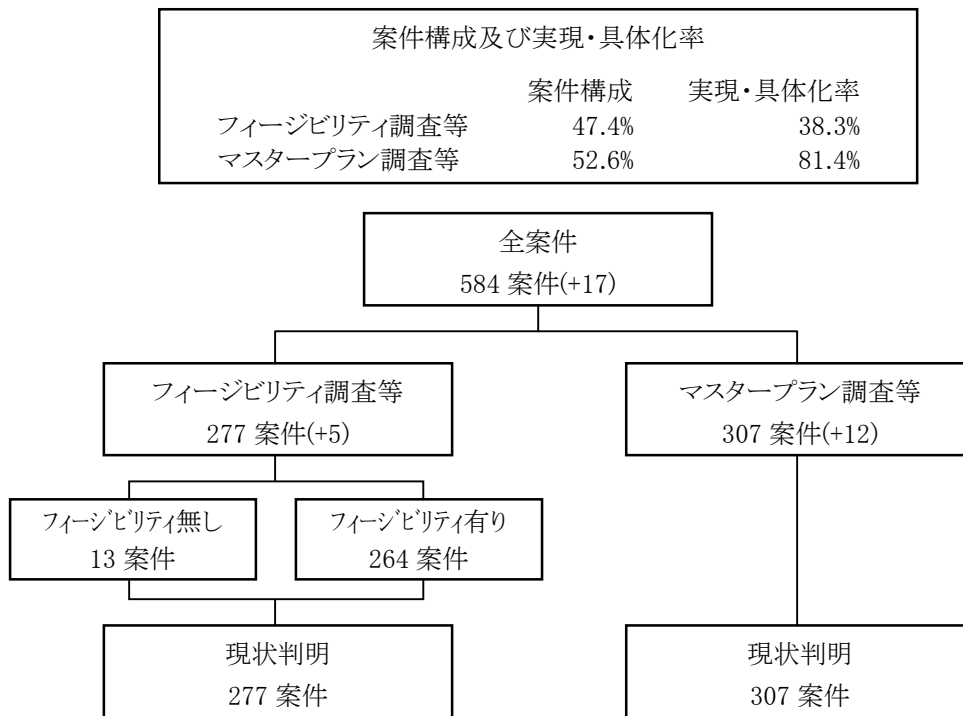 案件構成及び実現・具体化率
案件構成 実現・具体化率
フィージビリティ調査等 47.4% 38.3%
マスタープラン調査等 52.6% 81.4%
全案件
584 案件(+17)
フィージビリティ調査等
277 案件(+5)
マスタープラン調査等
307 案件(+12)
フィージビリティ無し
13 案件
フィージビリティ有り
264 案件
現状判明
277 案件
現状判明
307 案件